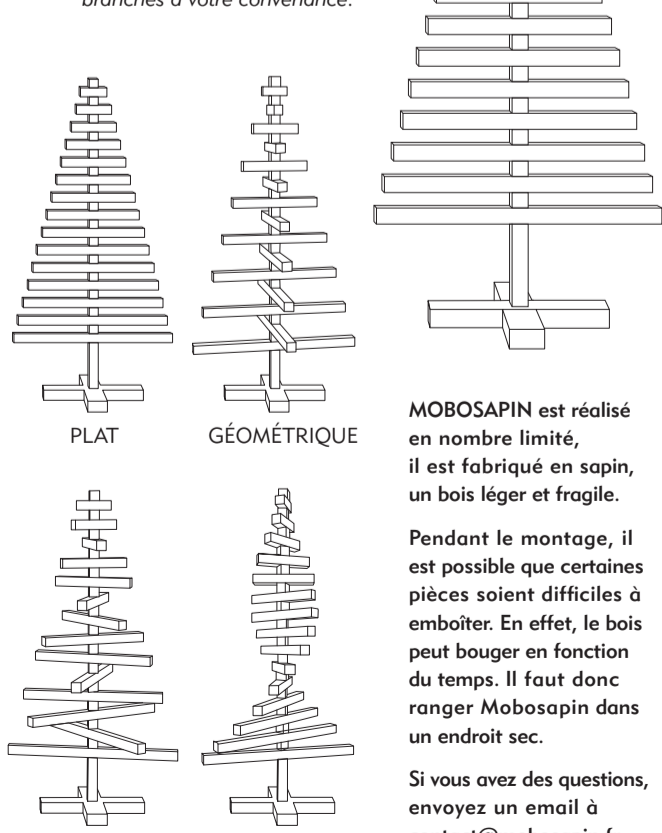 branches à votre convenance.
PLAT
GÉOMÉTRIQUE
MOBOSAPIN est réalisé
en nombre limité,
il est fabriqué en sapin,
un bois léger et fragile.
Pendant le montage, il
est possible que certaines
pièces soient difficiles à
emboîter. En effet, le bois
peut bouger en fonction
du temps. Il faut donc
ranger Mobosapin dans
un endroit sec.
Si vous avez des questions,
envoyez un email à